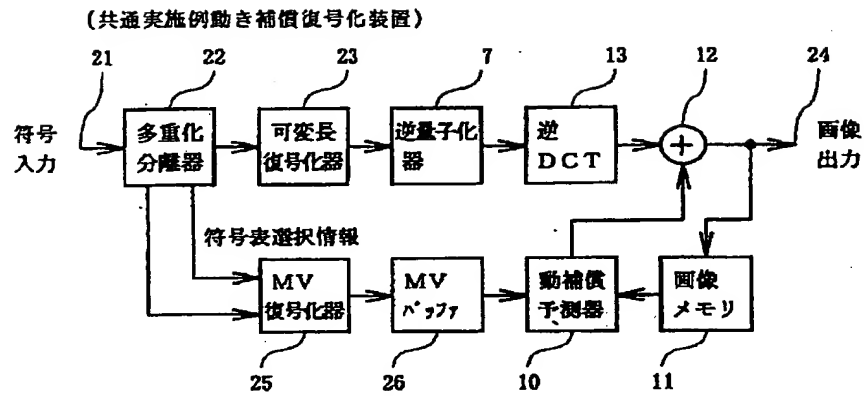 (共通実施例動き補償復号化装置)
21
22
23
7
13
12
24
符号
入力
多重化
分離器
可変長
復号化器
逆量子化
器
逆
DCT
+
画像
出力
符号表選択情報
MV
復号化器
MV
バッファ
動補償
予測器
画像
メモリ
25
26
10
11